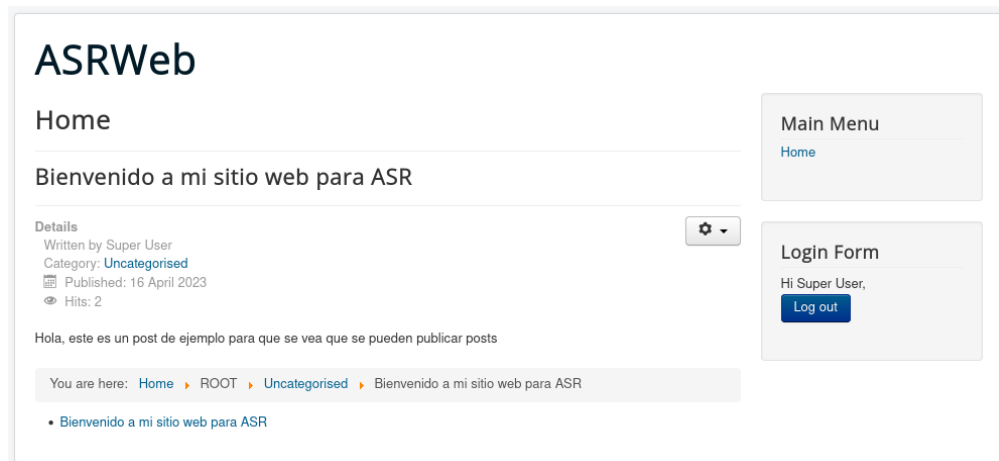 ASRWeb
Home
Bienvenido a mi sitio web para ASR
Details
Written by Super User
Category: Uncategorised
Published: 16 April 2023
Hits: 2
Hola, este es un post de ejemplo para que se vea que se pueden publicar posts
You are here: Home ROOT Uncategorised Bienvenido a mi sitio web para ASR
Bienvenido a mi sitio web para ASR
Main Menu
Home
Login Form
Hi Super User,
Log out